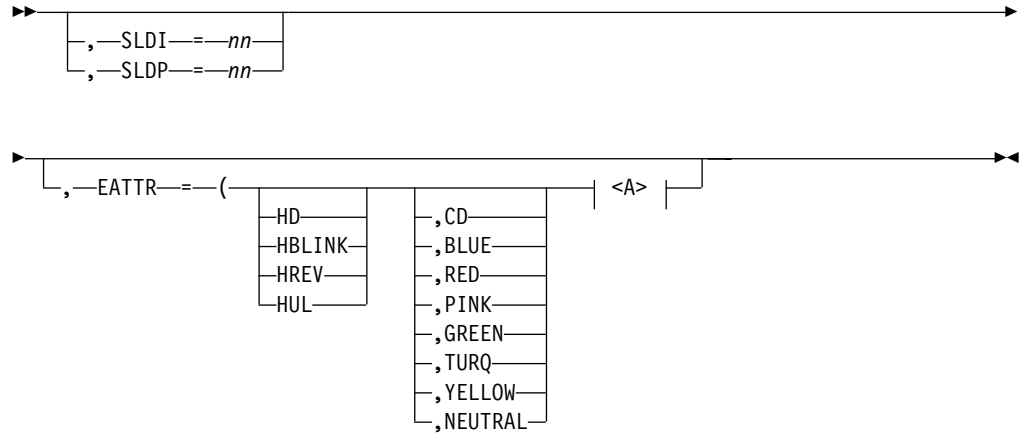 , SLDI = nn
, SLDP = nn
, EATTR = ( <A>
HD ,CD
HBLINK ,BLUE
HREV ,RED
HUL ,PINK
,GREEN
,TURQ
,YELLOW
,NEUTRAL